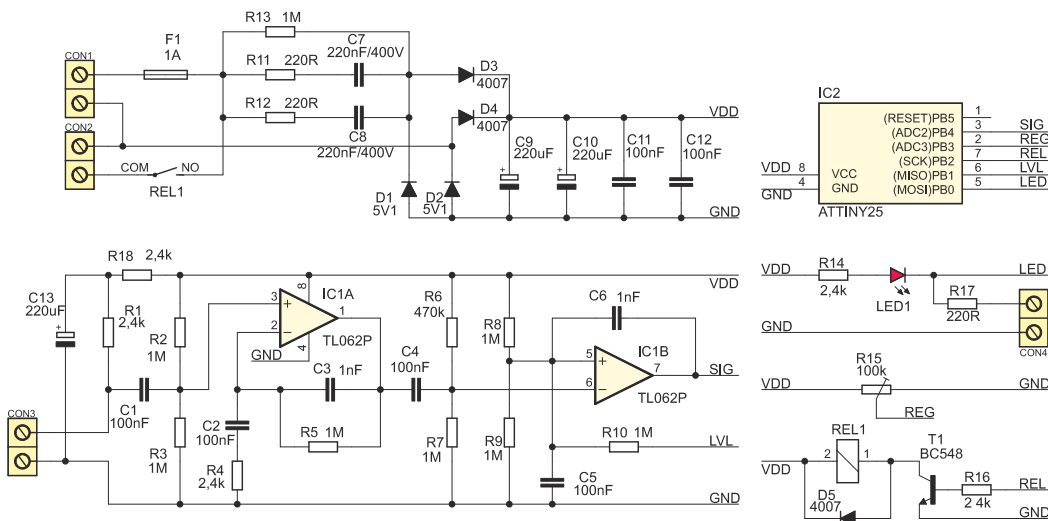 R13 1M
F1
1A
C7
220nF/400V
CON1
R11 220R
D3
4007
IC2
R12 220R
D4
4007
VDD
(RESET)PB5 1
(ADC2)PB4 3 SIG
(ADC3)PB3 2 REG
(SCK)PB2 7 REL
(MISO)PB1 6 LVL
(MOSI)PB0 5 LED
VDD 8 VCC
GND 4 GND
ATTINY25
CON2
C8
220nF/400V
C9
220uF
+
C10
220uF
+
C11
100nF
C12
100nF
COM NO
REL1
D1
5V1
D2
5V1
GND
R18 2,4k
VDD
C13
220uF
+
R1
2,4k
R2
1M
IC1A
3 + 8 1
2 − 4
GND
TL062P
R6
470k
R8
1M
C6 1nF
IC1B
5 + 7
6 −
TL062P
SIG
C3 1nF
C4
100nF
C1
100nF
CON3
R3
1M
C2
100nF
R4
2,4k
R5 1M
R7
1M
R9
1M
R10 1M
LVL
C5
100nF
GND
VDD
R14
2,4k
LED1
LED
R17
220R
GND
CON4
VDD
R15
100k
GND
REG
REL1
VDD 2 1
T1
BC548
D5
4007
R16
2 4k
REL
GND